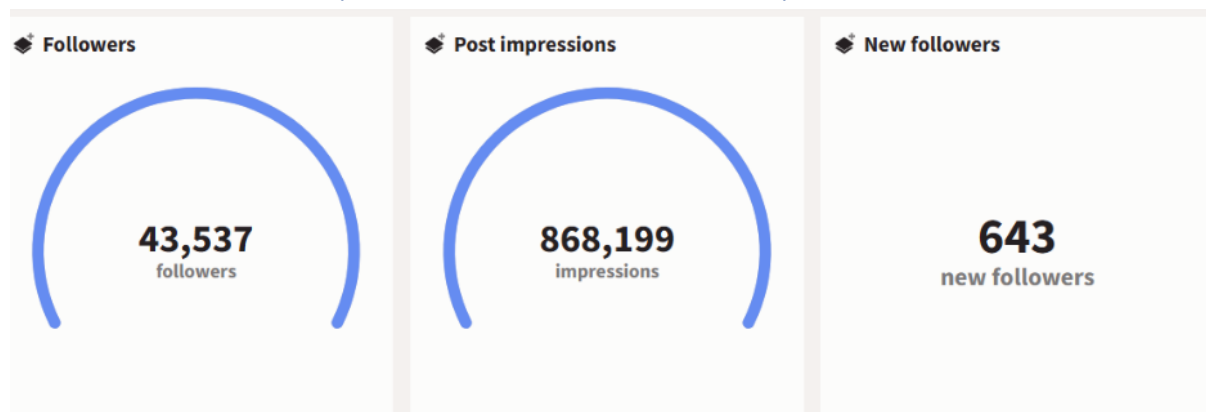 Followers
43,537
followers
Post impressions
868,199
impressions
New followers
643
new followers